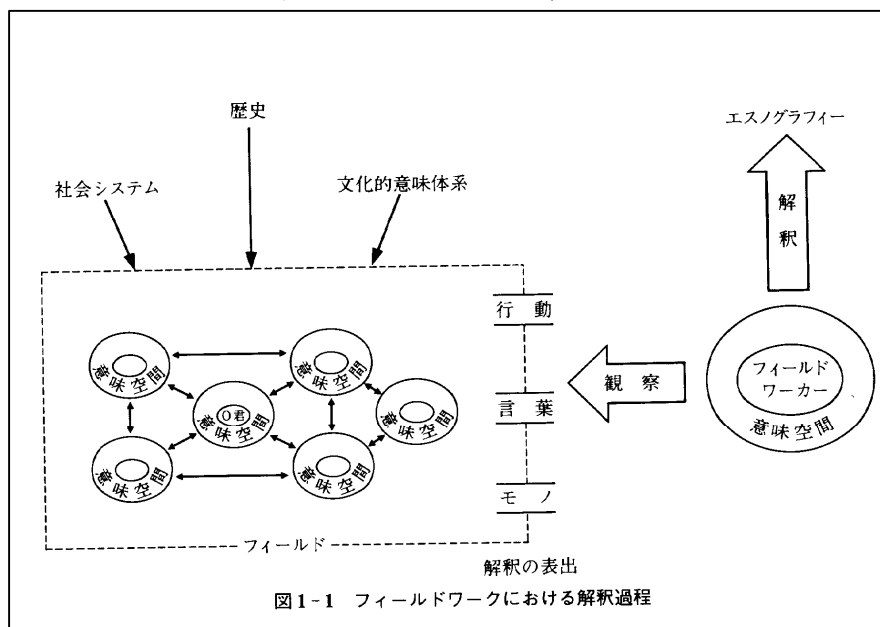 歴史
エスノグラフィー
社会システム
文化的意味体系
解釈
行動
意味空間
意味空間
O君
意味空間
意味空間
意味空間
意味空間
言葉
観察
フィールド
ワーカー
意味空間
モノ
フィールド
解釈の表出
図1-1 フィールドワークにおける解釈過程